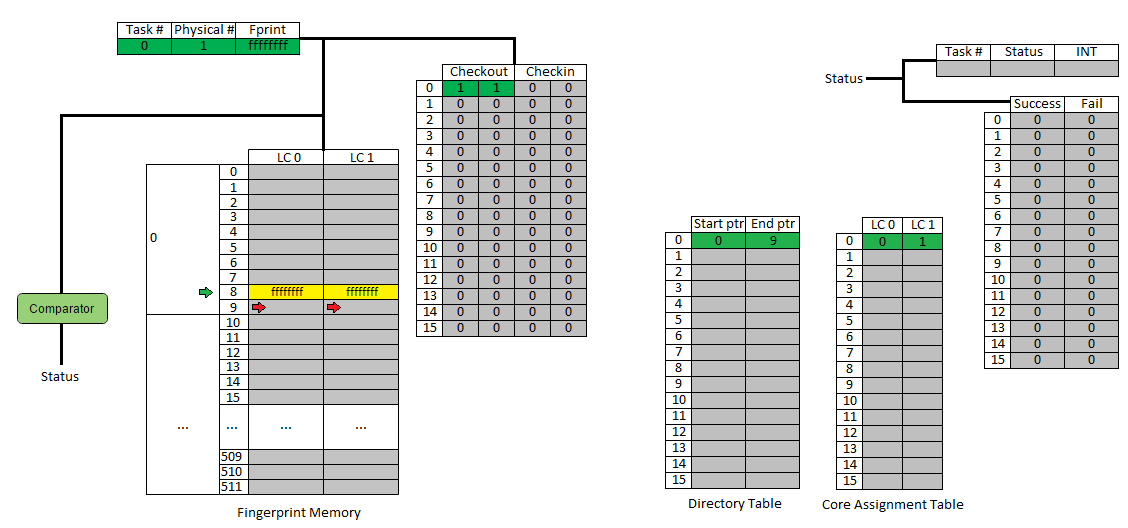 Task # Physical # Fprint
0 1 ffffffff
Checkout Checkin
0 1 1 0 0
1 0 0 0 0
2 0 0 0 0
3 0 0 0 0
4 0 0 0 0
5 0 0 0 0
6 0 0 0 0
7 0 0 0 0
8 0 0 0 0
9 0 0 0 0
10 0 0 0 0
11 0 0 0 0
12 0 0 0 0
13 0 0 0 0
14 0 0 0 0
15 0 0 0 0
Comparator
Status
LC 0 LC 1
0
0
1
2
3
4
5
6
7
8 ffffffff ffffffff
9
10
11
12
13
14
15
... ... ... ...
509
510
511
Fingerprint Memory
Start ptr End ptr
0 0 9
1
2
3
4
5
6
7
8
9
10
11
12
13
14
15
Directory Table
LC 0 LC 1
0 0 1
1
2
3
4
5
6
7
8
9
10
11
12
13
14
15
Core Assignment Table
Status
Task # Status INT
Success Fail
0 0 0
1 0 0
2 0 0
3 0 0
4 0 0
5 0 0
6 0 0
7 0 0
8 0 0
9 0 0
10 0 0
11 0 0
12 0 0
13 0 0
14 0 0
15 0 0